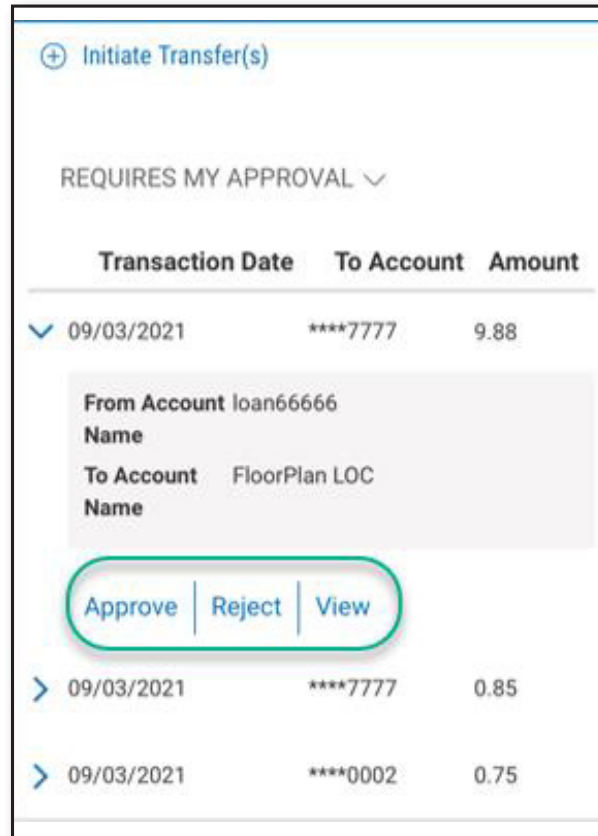 Initiate Transfer(s)
REQUIRES MY APPROVAL
Transaction Date To Account Amount
09/03/2021 ****7777 9.88
From Account loan66666
Name
To Account FloorPlan LOC
Name
Approve Reject View
09/03/2021 ****7777 0.85
09/03/2021 ****0002 0.75